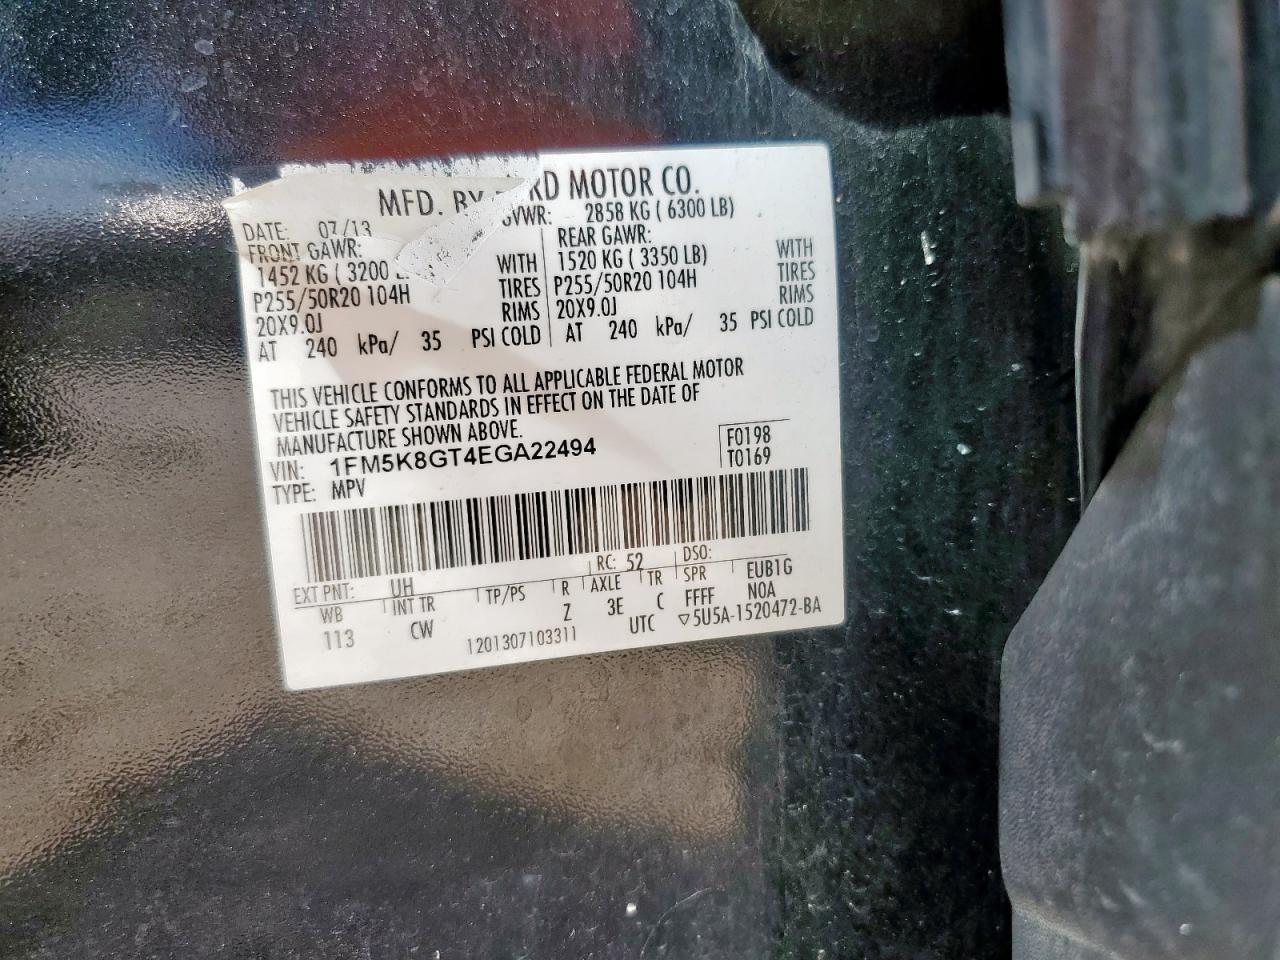 MFD. BY FORD MOTOR CO.
DATE: 07/13 GVWR: 2858 KG ( 6300 LB)
FRONT GAWR: REAR GAWR:
1452 KG ( 3200 WITH 1520 KG ( 3350 LB) WITH
P255/50R20 104H TIRES P255/50R20 104H TIRES
20X9.0J RIMS 20X9.0J RIMS
AT 240 kPa/ 35 PSI COLD AT 240 kPa/ 35 PSI COLD
THIS VEHICLE CONFORMS TO ALL APPLICABLE FEDERAL MOTOR
VEHICLE SAFETY STANDARDS IN EFFECT ON THE DATE OF
MANUFACTURE SHOWN ABOVE.
VIN: 1FM5K8GT4EGA22494 F0198
TYPE: MPV T0169
EXT PNT: UH RC: 52 DSO:
WB INT TR TP/PS R AXLE TR SPR EUB1G
113 CW Z 3E C FFFF NOA
1201307103311 UTC ▽5U5A-1520472-BA